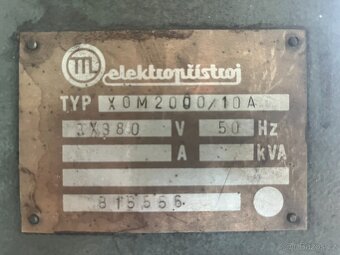 elektropřístroj
TYP XOM2000/10A
3X380 V 50 Hz
A kVA
815556